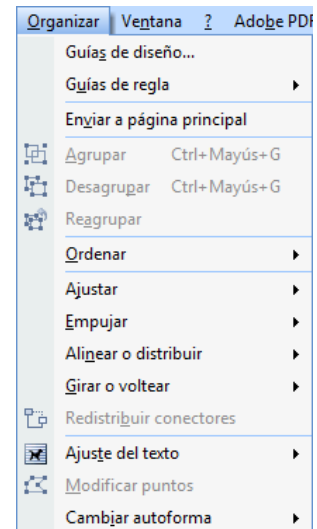 Organizar Ventana ? Adobe PDF
Guías de diseño...
Guías de regla
Enviar a página principal
Agrupar Ctrl+Mayús+G
Desagrupar Ctrl+Mayús+G
Reagrupar
Ordenar
Ajustar
Empujar
Alinear o distribuir
Girar o voltear
Redistribuir conectores
Ajuste del texto
Modificar puntos
Cambiar autoforma